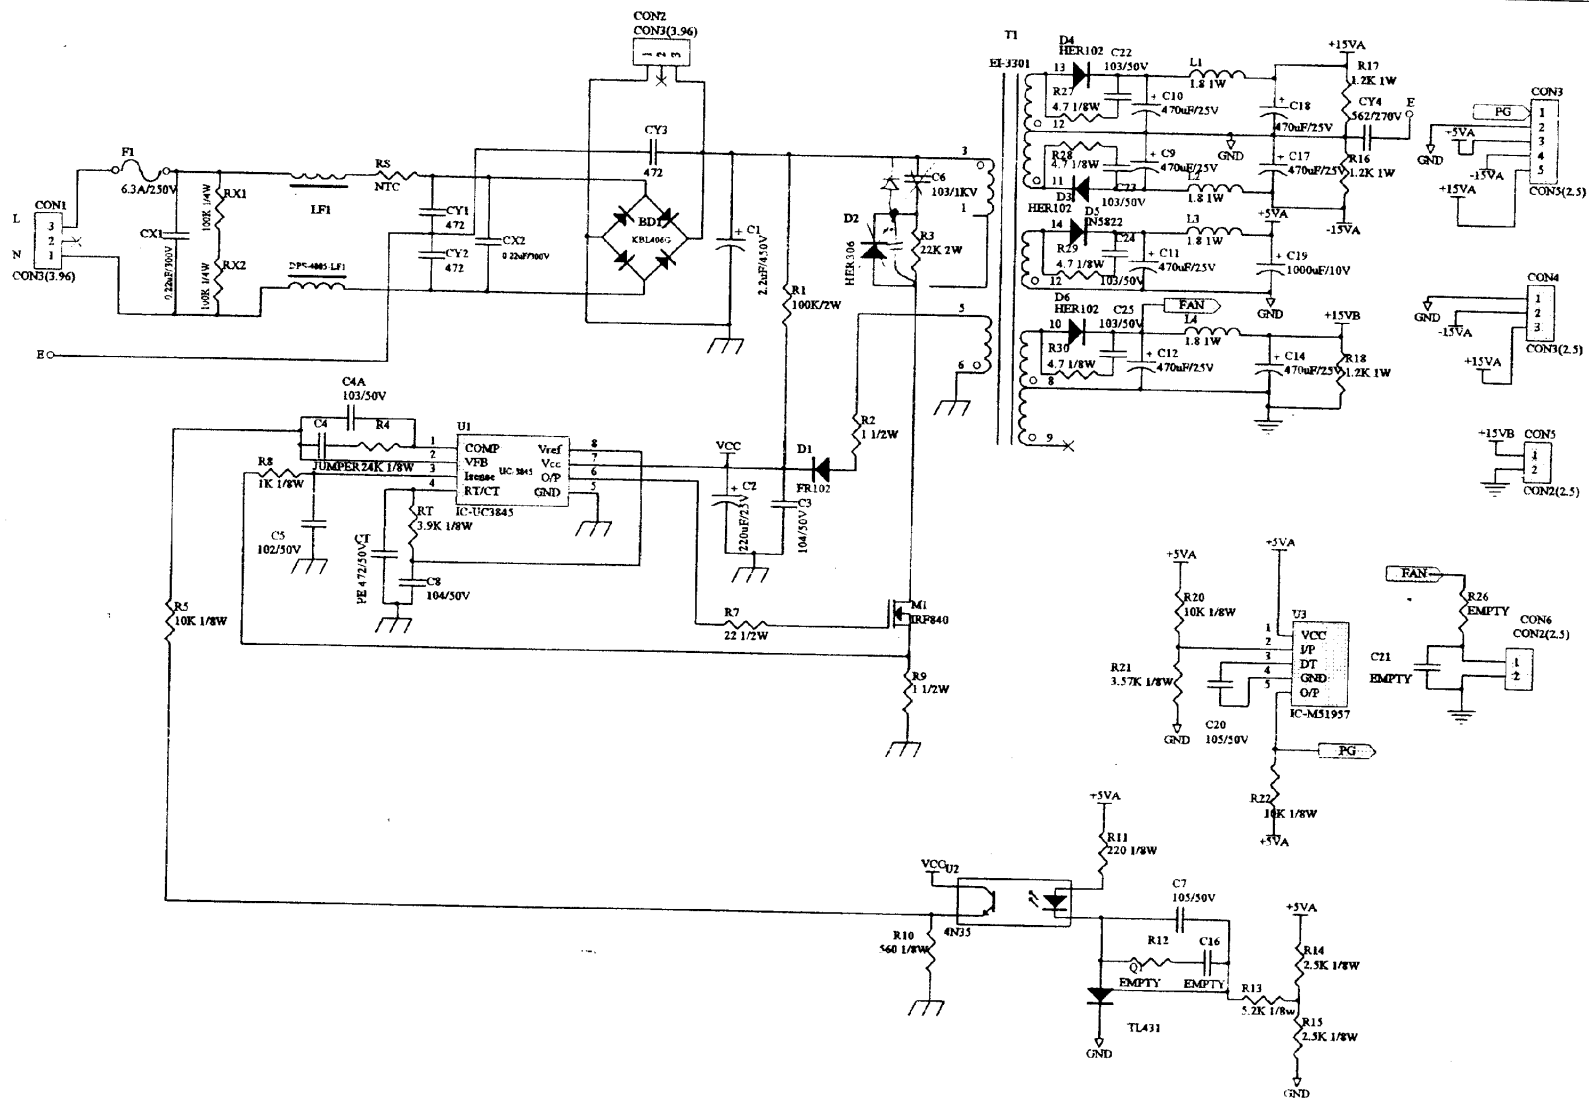 CON2
CON3(3.96)
1 2 3
T1
EI-3301
D4
HER102
C22
103/50V
13
L1
1.8 1W
+15VA
R17
1.2K 1W
R27
4.7 1/8W
+ C10
470uF/25V
+ C18
470uF/25V
CY4
562/270V
E
12
CON3
PG
1
2
3
4
5
CON5(2.5)
+5VA
GND
-15VA
+15VA
F1
6.3A/250V
RS
NTC
LF1
CY3
472
3
C6
103/1KV
1
R28
4.7 1/8W
+ C9
470uF/25V
GND
+ C17
470uF/25V
R16
1.2K 1W
11
D3
HER102
C23
103/50V
L2
1.8 1W
-15VA
L
N
CON1
3
2
1
CON3(3.96)
CX1
0.22uF/300V
RX1
100K 1/4W
RX2
100K 1/4W
DPS-4005-LF1
CY1
472
CY2
472
CX2
0.22uF/300V
BD1
KBL406G
+ C1
2.2uF/450V
D2
HER306
R3
22K 2W
D5
IN5822
14
C24
103/50V
L3
1.8 1W
+5VA
R29
4.7 1/8W
+ C11
470uF/25V
+ C19
1000uF/10V
12
GND
R1
100K/2W
5
6
D6
HER102
C25
103/50V
FAN
10
L4
1.8 1W
+15VB
R30
4.7 1/8W
+ C12
470uF/25V
+ C14
470uF/25V
R18
1.2K 1W
8
9
CON4
1
2
3
CON3(2.5)
GND
-15VA
+15VA
E
C4A
103/50V
C4
R4
JUMPER
24K 1/8W
R8
1K 1/8W
U1
1
2
3
4
COMP
VFB
Isense
RT/CT
UC-3845
Vref
Vcc
O/P
GND
8
7
6
5
IC-UC3845
RT
3.9K 1/8W
C5
102/50V
CT
PE 472/50V
C8
104/50V
VCC
+ C2
220uF/25V
C3
104/50V
D1
FR102
R2
1 1/2W
+15VB
CON5
1
2
CON2(2.5)
R5
10K 1/8W
R7
22 1/2W
M1
IRF840
R9
1 1/2W
+5VA
R20
10K 1/8W
R21
3.57K 1/8W
GND
+5VA
U3
1
2
3
4
5
VCC
I/P
DT
GND
O/P
IC-M51957
C20
105/50V
PG
R22
10K 1/8W
+5VA
FAN
R26
EMPTY
C21
EMPTY
CON6
CON2(2.5)
1
2
VCC
U2
4N35
R10
560 1/8W
+5VA
R11
220 1/8W
C7
105/50V
R12
EMPTY
C16
EMPTY
Q1
TL431
GND
R13
5.2K 1/8w
+5VA
R14
2.5K 1/8W
R15
2.5K 1/8W
GND